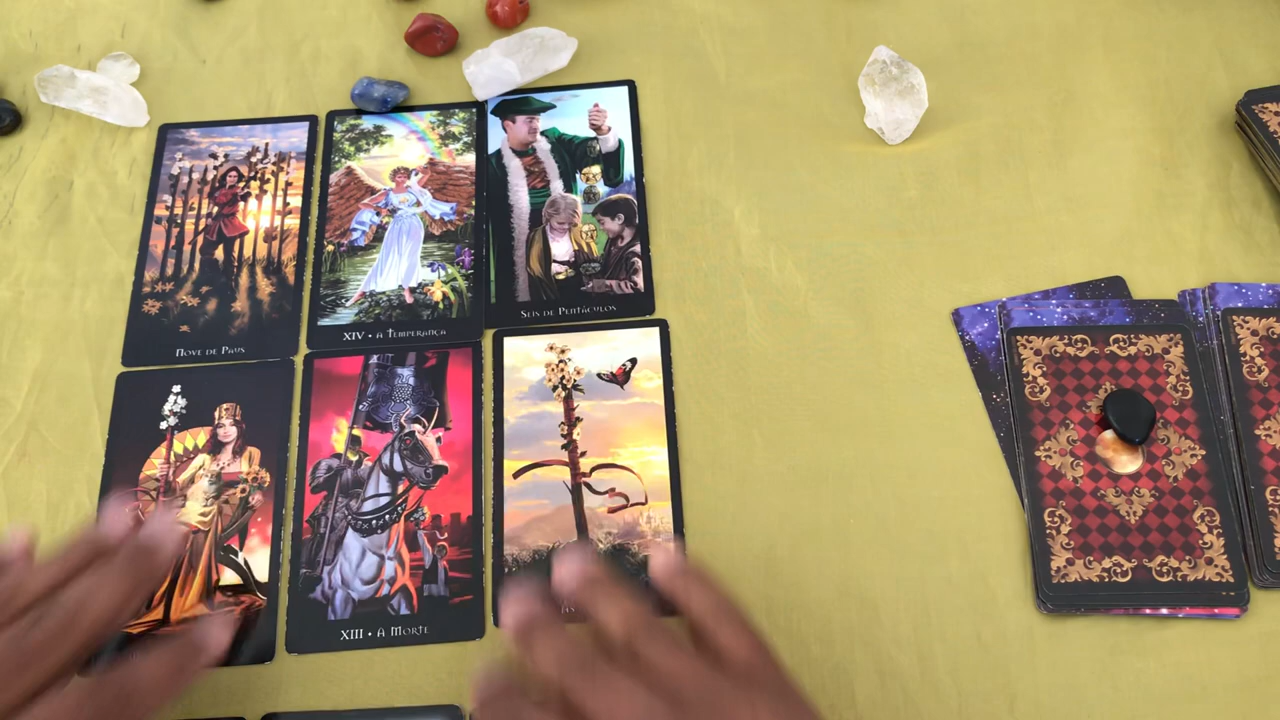 Nove de Paus
XIV • A Temperança
Seis de Pentáculos
XIII • A Morte